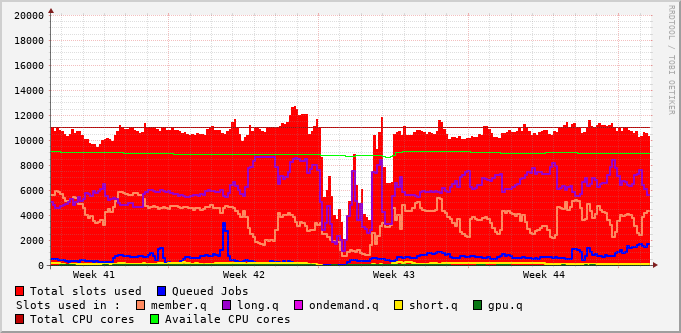 20000
18000
16000
14000
12000
10000
8000
6000
4000
2000
0
Week 41 Week 42 Week 43 Week 44
Total slots used Queued Jobs
Slots used in : member.q long.q ondemand.q short.q gpu.q
Total CPU cores Availale CPU cores
RRDTOOL / TOBI OETIKER